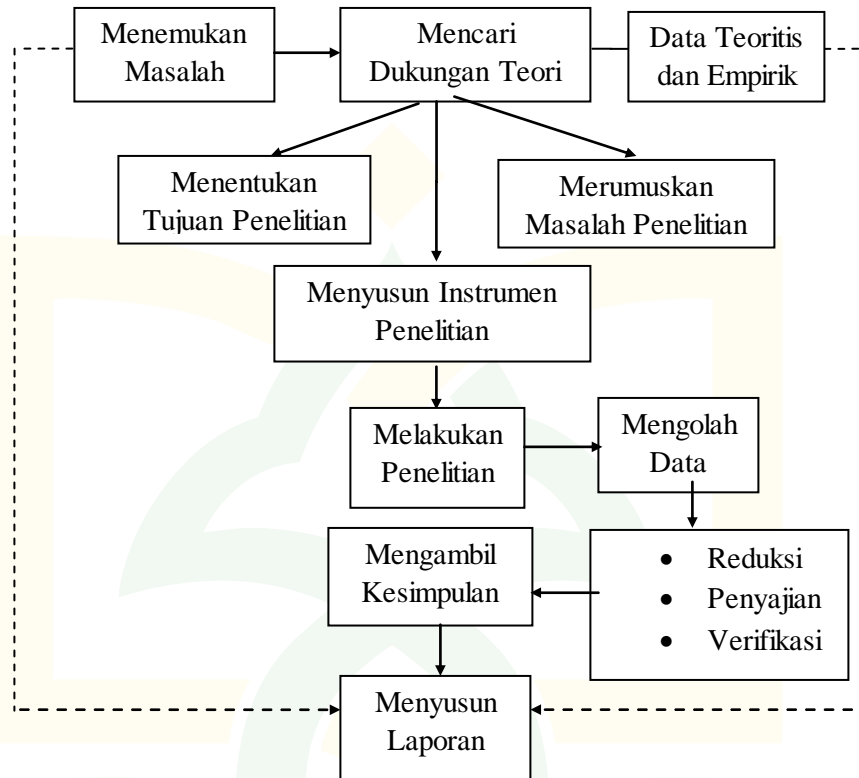 Menemukan
Masalah
Mencari
Dukungan Teori
Data Teoritis
dan Empirik
Menentukan
Tujuan Penelitian
Merumuskan
Masalah Penelitian
Menyusun Instrumen
Penelitian
Melakukan
Penelitian
Mengolah
Data
Mengambil
Kesimpulan
• Reduksi
• Penyajian
• Verifikasi
Menyusun
Laporan